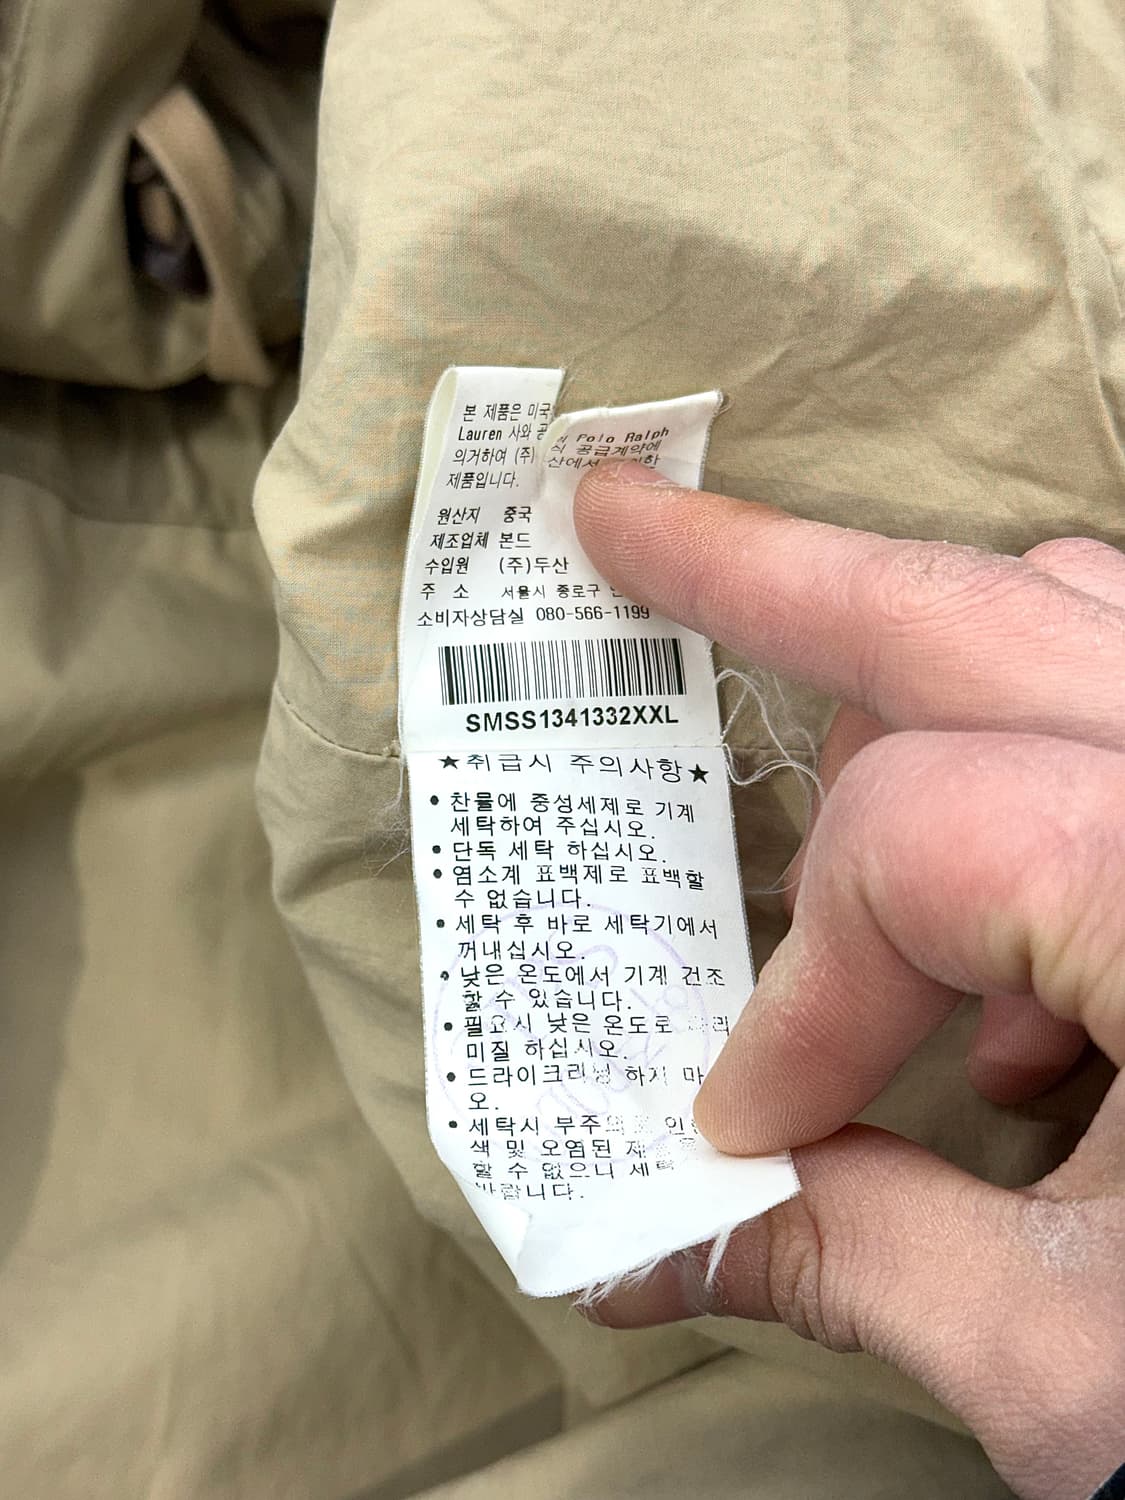 본 제품은 미국 Polo Ralph
Lauren 사와 공식 공급계약에
의거하여 (주) 산에서
제품입니다.
원산지 중국
제조업체 본드
수입원 (주)두산
주 소 서울시 종로구
소비자상담실 080-566-1199
SMSS1341332XXL
★취급시 주의사항★
• 찬물에 중성세제로 기계
세탁하여 주십시오.
• 단독 세탁 하십시오.
• 염소계 표백제로 표백할
수 없습니다.
• 세탁 후 바로 세탁기에서
꺼내십시오.
• 낮은 온도에서 기계 건조
할 수 있습니다.
• 필요시 낮은 온도로
미질 하십시오.
• 드라이크리닝 하지 마
오.
• 세탁시 부주의로 인
색 및 오염된 제
할 수 없으니 세탁
바랍니다.